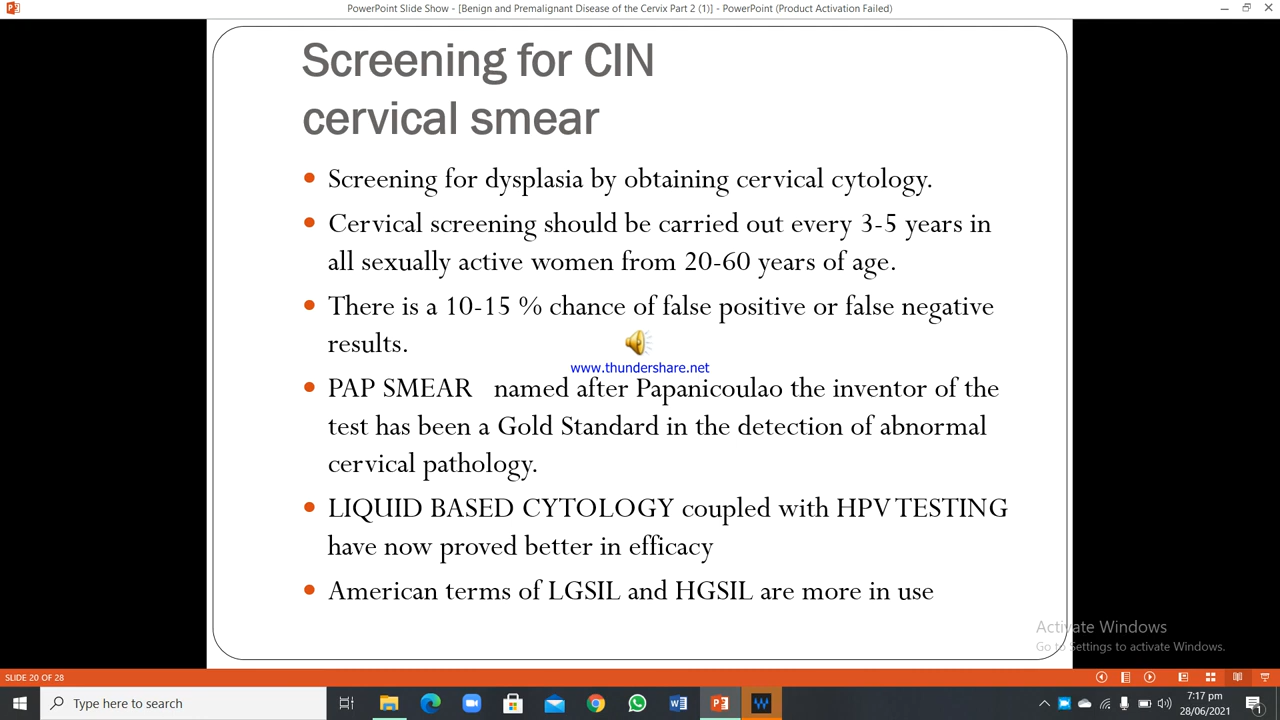 PowerPoint Slide Show - [Benign and Premalignant Disease of the Cervix Part 2 (1)] - PowerPoint (Product Activation Failed)
Screening for CIN
cervical smear
Screening for dysplasia by obtaining cervical cytology.
Cervical screening should be carried out every 3-5 years in
all sexually active women from 20-60 years of age.
There is a 10-15 % chance of false positive or false negative
results.
www.thundershare.net
PAP SMEAR named after Papanicoulao the inventor of the
test has been a Gold Standard in the detection of abnormal
cervical pathology.
LIQUID BASED CYTOLOGY coupled with HPV TESTING
have now proved better in efficacy
American terms of LGSIL and HGSIL are more in use
Activate Windows
Go to Settings to activate Windows.
SLIDE 20 OF 28
Type here to search
7:17 pm
28/06/2021
1